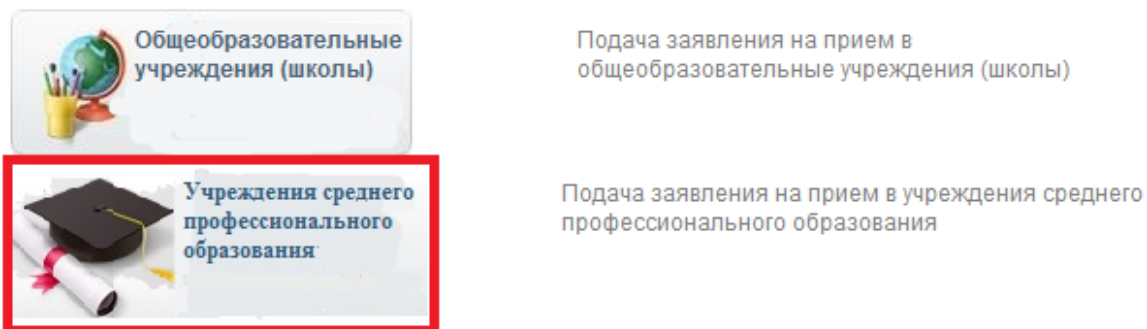 Общеобразовательные
учреждения (школы)
Подача заявления на прием в
общеобразовательные учреждения (школы)
Учреждения среднего
профессионального
образования
Подача заявления на прием в учреждения среднего
профессионального образования